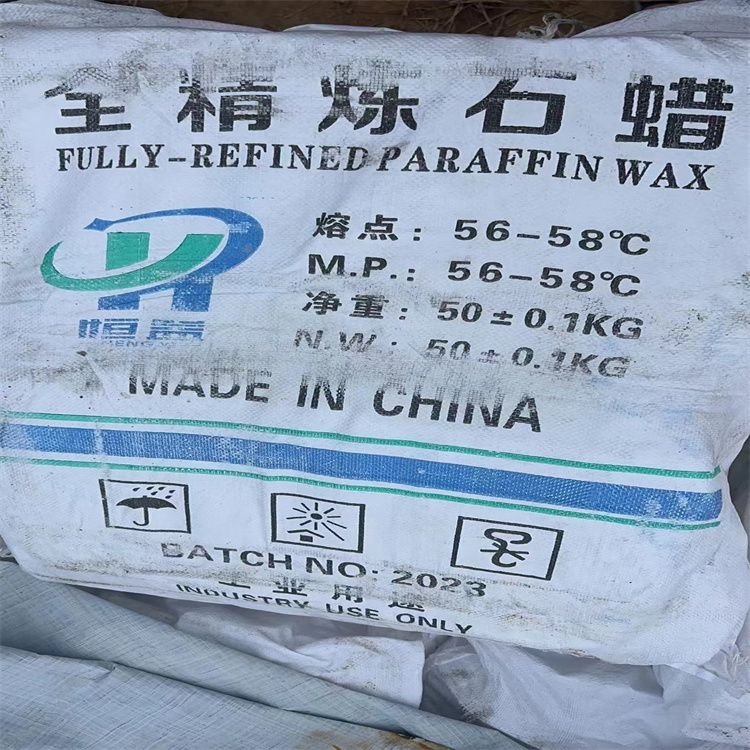 全精炼石蜡
FULLY-REFINED PARAFFIN WAX
熔点：56-58℃
M.P.：56-58℃
净重：50±0.1KG
N.W.：50±0.1KG
MADE IN CHINA
BATCH NO: 2023
工业用途
INDUSTRY USE ONLY